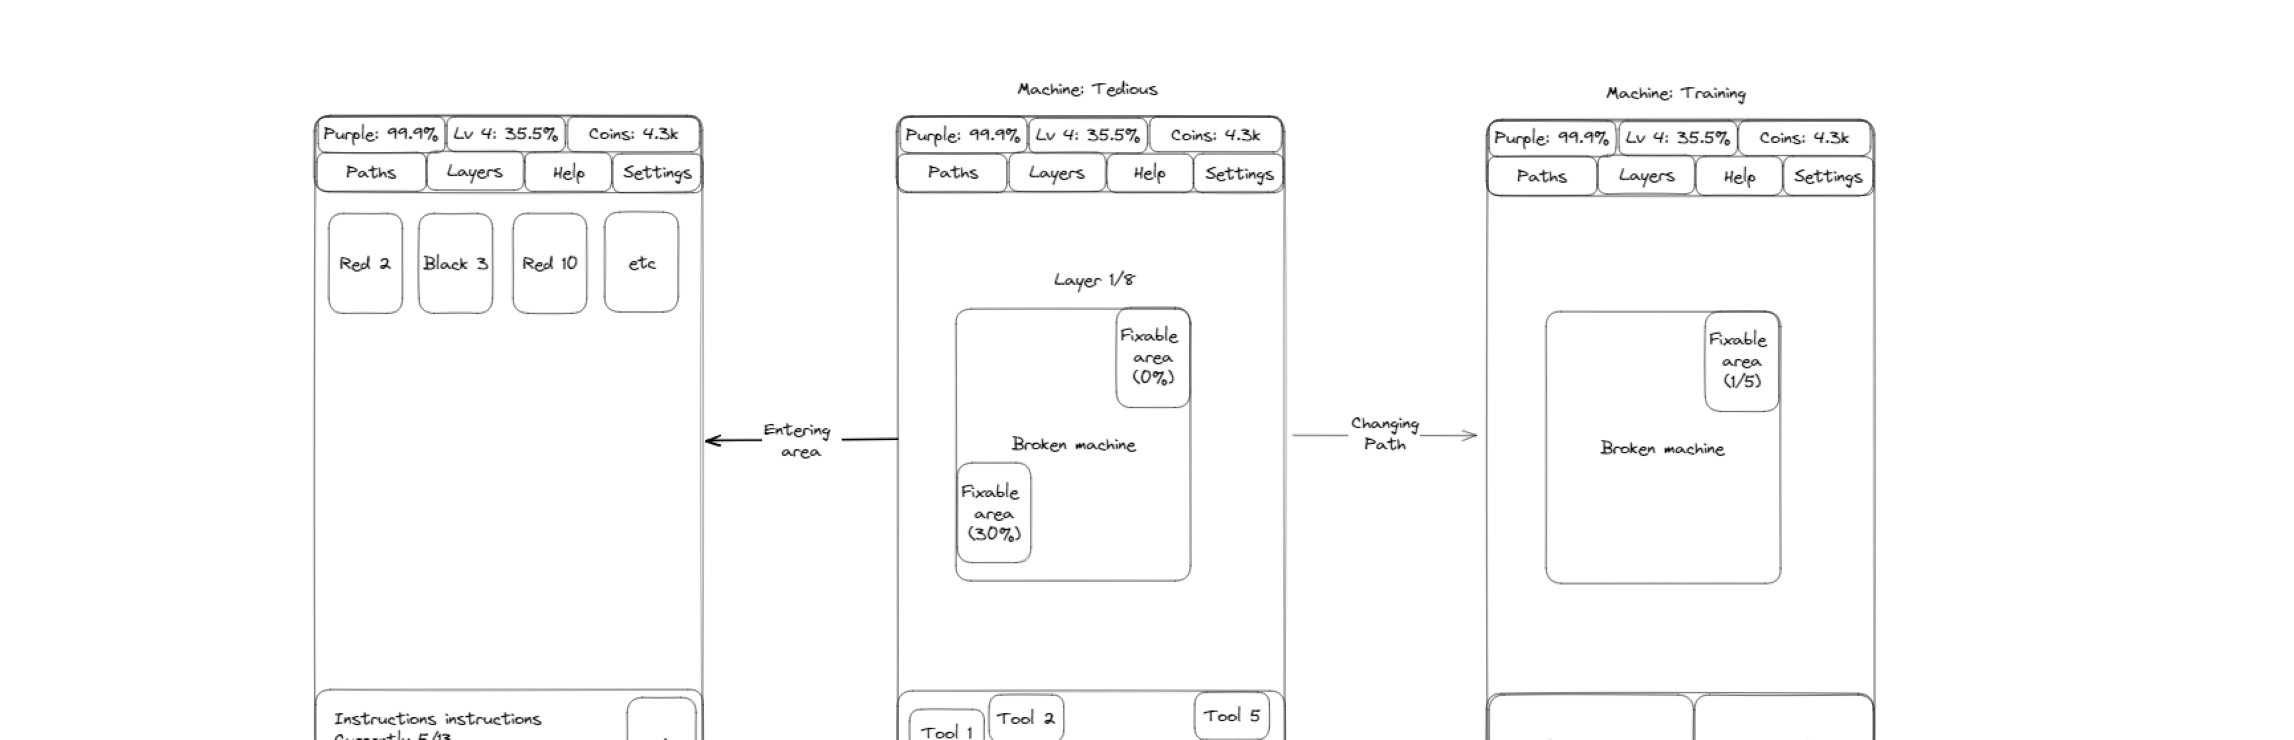 Machine: Tedious
Machine: Training
Purple: 99.9% Lv 4: 35.5% Coins: 4.3k
Paths Layers Help Settings
Red 2 Black 3 Red 10 etc
Instructions instructions
Currently 5/13
Entering
area
Purple: 99.9% Lv 4: 35.5% Coins: 4.3k
Paths Layers Help Settings
Layer 1/8
Fixable
area
(0%)
Broken machine
Fixable
area
(30%)
Tool 1
Tool 2
Tool 5
Changing
Path
Purple: 99.9% Lv 4: 35.5% Coins: 4.3k
Paths Layers Help Settings
Fixable
area
(1/5)
Broken machine